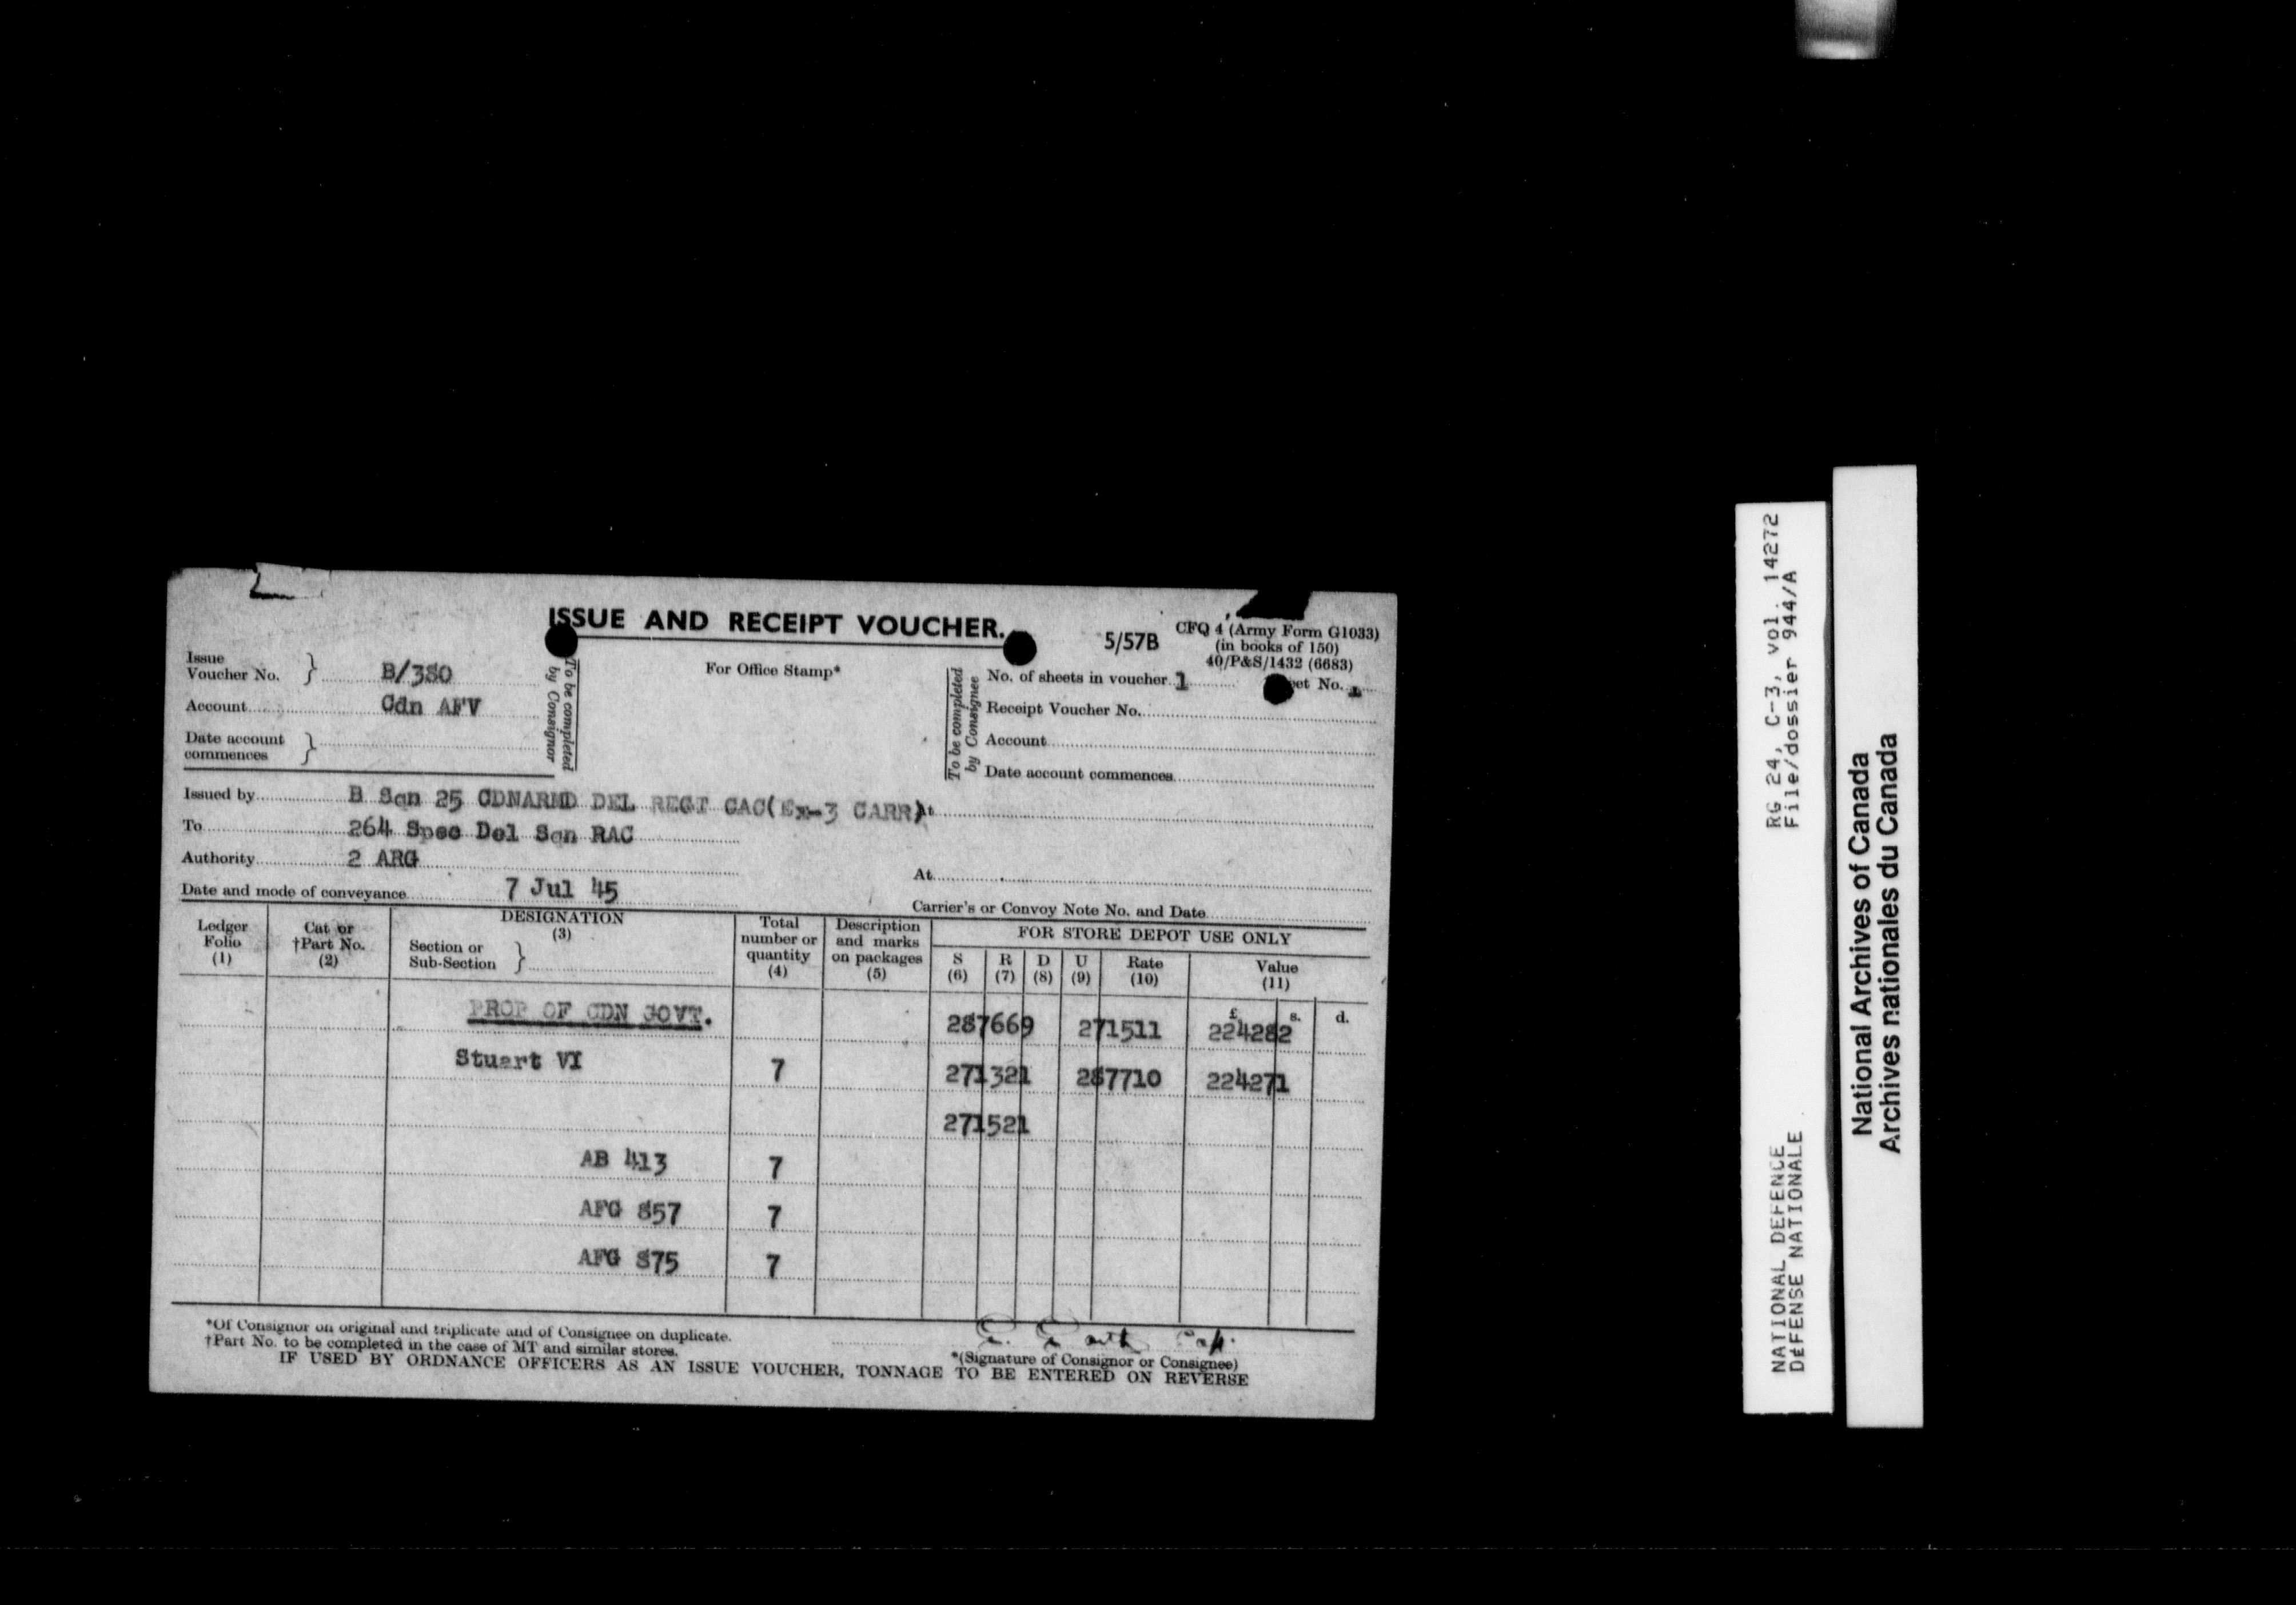 ISSUE AND RECEIPT VOUCHER.
5/57B
CFQ 4 (Army Form G1033)
(in books of 150)
40/P&S/1432 (6683)
Issue
Voucher No. } B/380
Account Cdn AFV
Date account
commences }
To be completed
by Consignor
For Office Stamp*
To be completed
by Consignee
No. of sheets in voucher 1 No.
Receipt Voucher No.
Account
Date account commences
Issued by B Sqn 25 CDNARMD DEL REGT CAC(Ex-3 CARR) At
To 264 Spec Del Sqn RAC
Authority 2 ARG
At
Date and mode of conveyance 7 Jul 45
Carrier's or Convoy Note No. and Date
Ledger
Folio
(1)
Cat or
†Part No.
(2)
DESIGNATION
(3)
Section or
Sub-Section }
Total
number or
quantity
(4)
Description
and marks
on packages
(5)
FOR STORE DEPOT USE ONLY
S
(6)
R
(7)
D
(8)
U
(9)
Rate
(10)
Value
(11)
£ s. d.
PROP OF CDN GOVT. 287669 271511 224282
Stuart VI 7 271321 287710 224271
271521
AB 413 7
AFG 857 7
AFG 875 7
*Of Consignor on original and triplicate and of Consignee on duplicate.
†Part No. to be completed in the case of MT and similar stores.
*(Signature of Consignor or Consignee)
IF USED BY ORDNANCE OFFICERS AS AN ISSUE VOUCHER, TONNAGE TO BE ENTERED ON REVERSE
RG 24, C-3, vol. 14272
File/dossier 944/A
NATIONAL DEFENCE
DÉFENSE NATIONALE
National Archives of Canada
Archives nationales du Canada